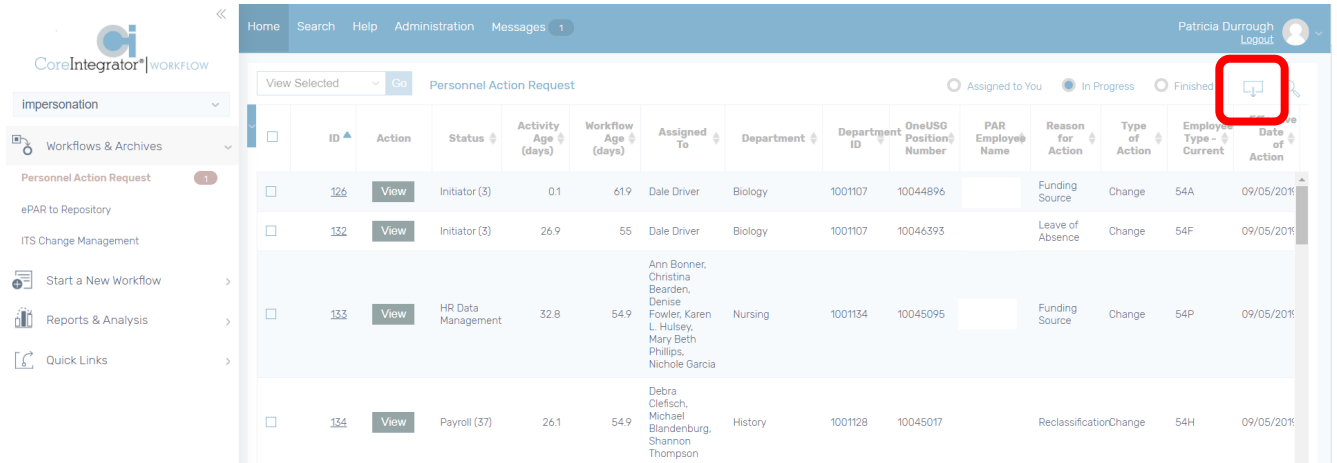 Home Search Help Administration Messages 1
Patricia Durrough
Logout
Ci
CoreIntegrator® WORKFLOW
impersonation
Workflows & Archives
Personnel Action Request 1
ePAR to Repository
ITS Change Management
Start a New Workflow
Reports & Analysis
Quick Links
View Selected Go Personnel Action Request Assigned to You In Progress Finished
ID Action Status Activity Age (days) Workflow Age (days) Assigned To Department Department ID OneUSG Position Number PAR Employee Name Reason for Action Type of Action Employee Type - Current Effective Date of Action
126 View Initiator (3) 0.1 61.9 Dale Driver Biology 1001107 10044896 Funding Source Change 54A 09/05/2019
132 View Initiator (3) 26.9 55 Dale Driver Biology 1001107 10046393 Leave of Absence Change 54F 09/05/2019
133 View HR Data Management 32.8 54.9 Ann Bonner, Christina Bearden, Denise Fowler, Karen L. Hulsey, Mary Beth Phillips, Nichole Garcia Nursing 1001134 10045095 Funding Source Change 54P 09/05/2019
134 View Payroll (37) 26.1 54.9 Debra Clefisch, Michael Blandenburg, Shannon Thompson History 1001128 10045017 Reclassification Change 54H 09/05/2019